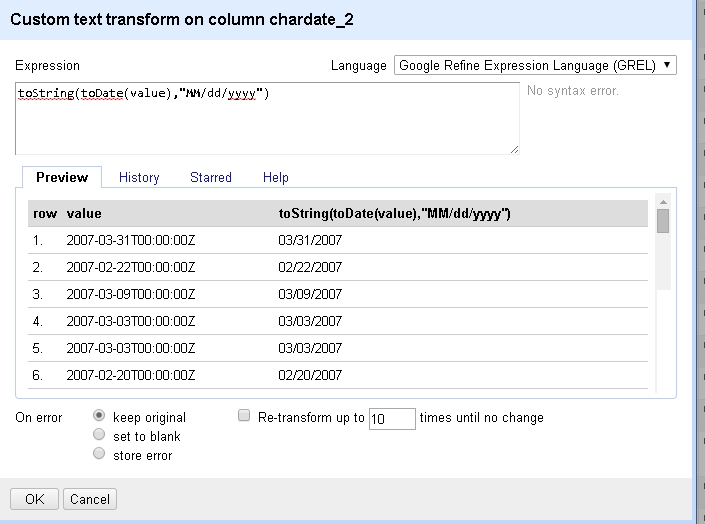 Custom text transform on column chardate_2
Expression Language Google Refine Expression Language (GREL)
toString(toDate(value),"MM/dd/yyyy") No syntax error.
Preview History Starred Help
row value toString(toDate(value),"MM/dd/yyyy")
1. 2007-03-31T00:00:00Z 03/31/2007
2. 2007-02-22T00:00:00Z 02/22/2007
3. 2007-03-09T00:00:00Z 03/09/2007
4. 2007-03-03T00:00:00Z 03/03/2007
5. 2007-03-03T00:00:00Z 03/03/2007
6. 2007-02-20T00:00:00Z 02/20/2007
On error keep original Re-transform up to 10 times until no change
set to blank
store error
OK Cancel